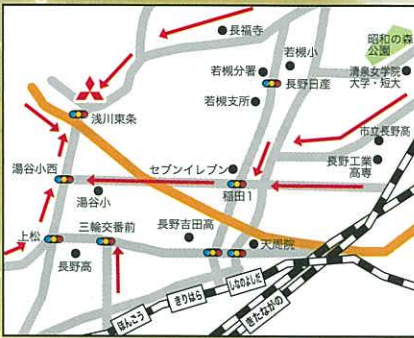 長福寺
昭和の森
公園
若槻小
若槻分署
長野日産
清泉女学院
大学・短大
若槻支所
浅川東条
市立長野高
長野工業
高専
セブンイレブン
湯谷小西
湯谷小
稲田1
三輪交番前
長野吉田高
上松
天周院
長野高
しなのよしだ
きりはら
きたながの
ほんごう